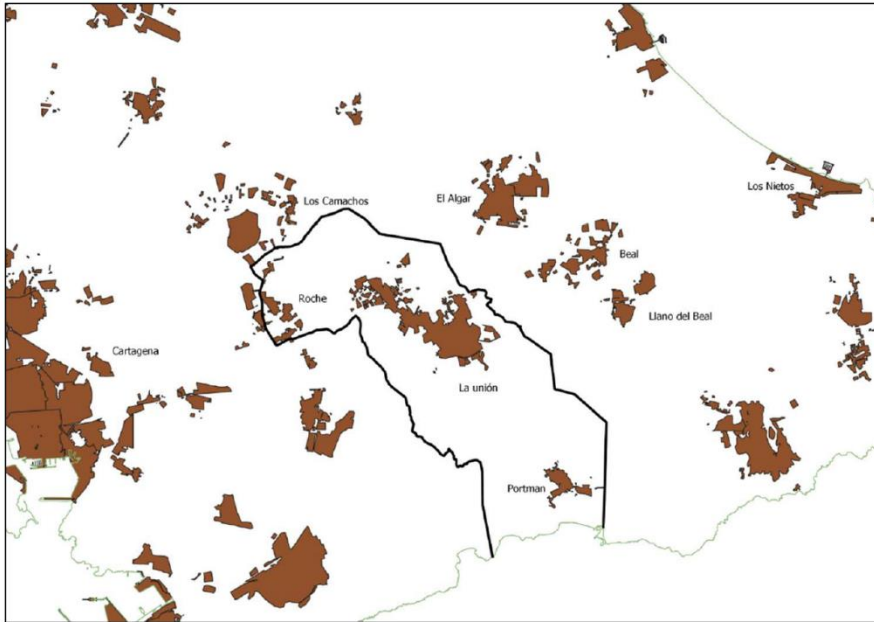 Los Camachos
El Algar
Los Nietos
Beal
Roche
Llano del Beal
Cartagena
La unión
Portman